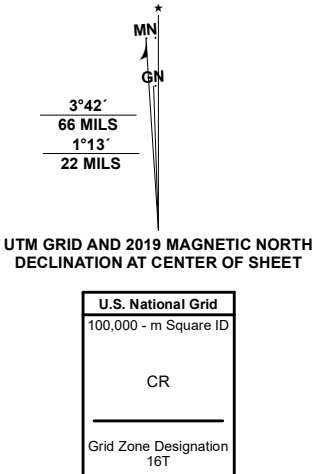 MN
GN
3°42´
66 MILS
1°13´
22 MILS
UTM GRID AND 2019 MAGNETIC NORTH
DECLINATION AT CENTER OF SHEET
U.S. National Grid
100,000 - m Square ID
CR
Grid Zone Designation
16T